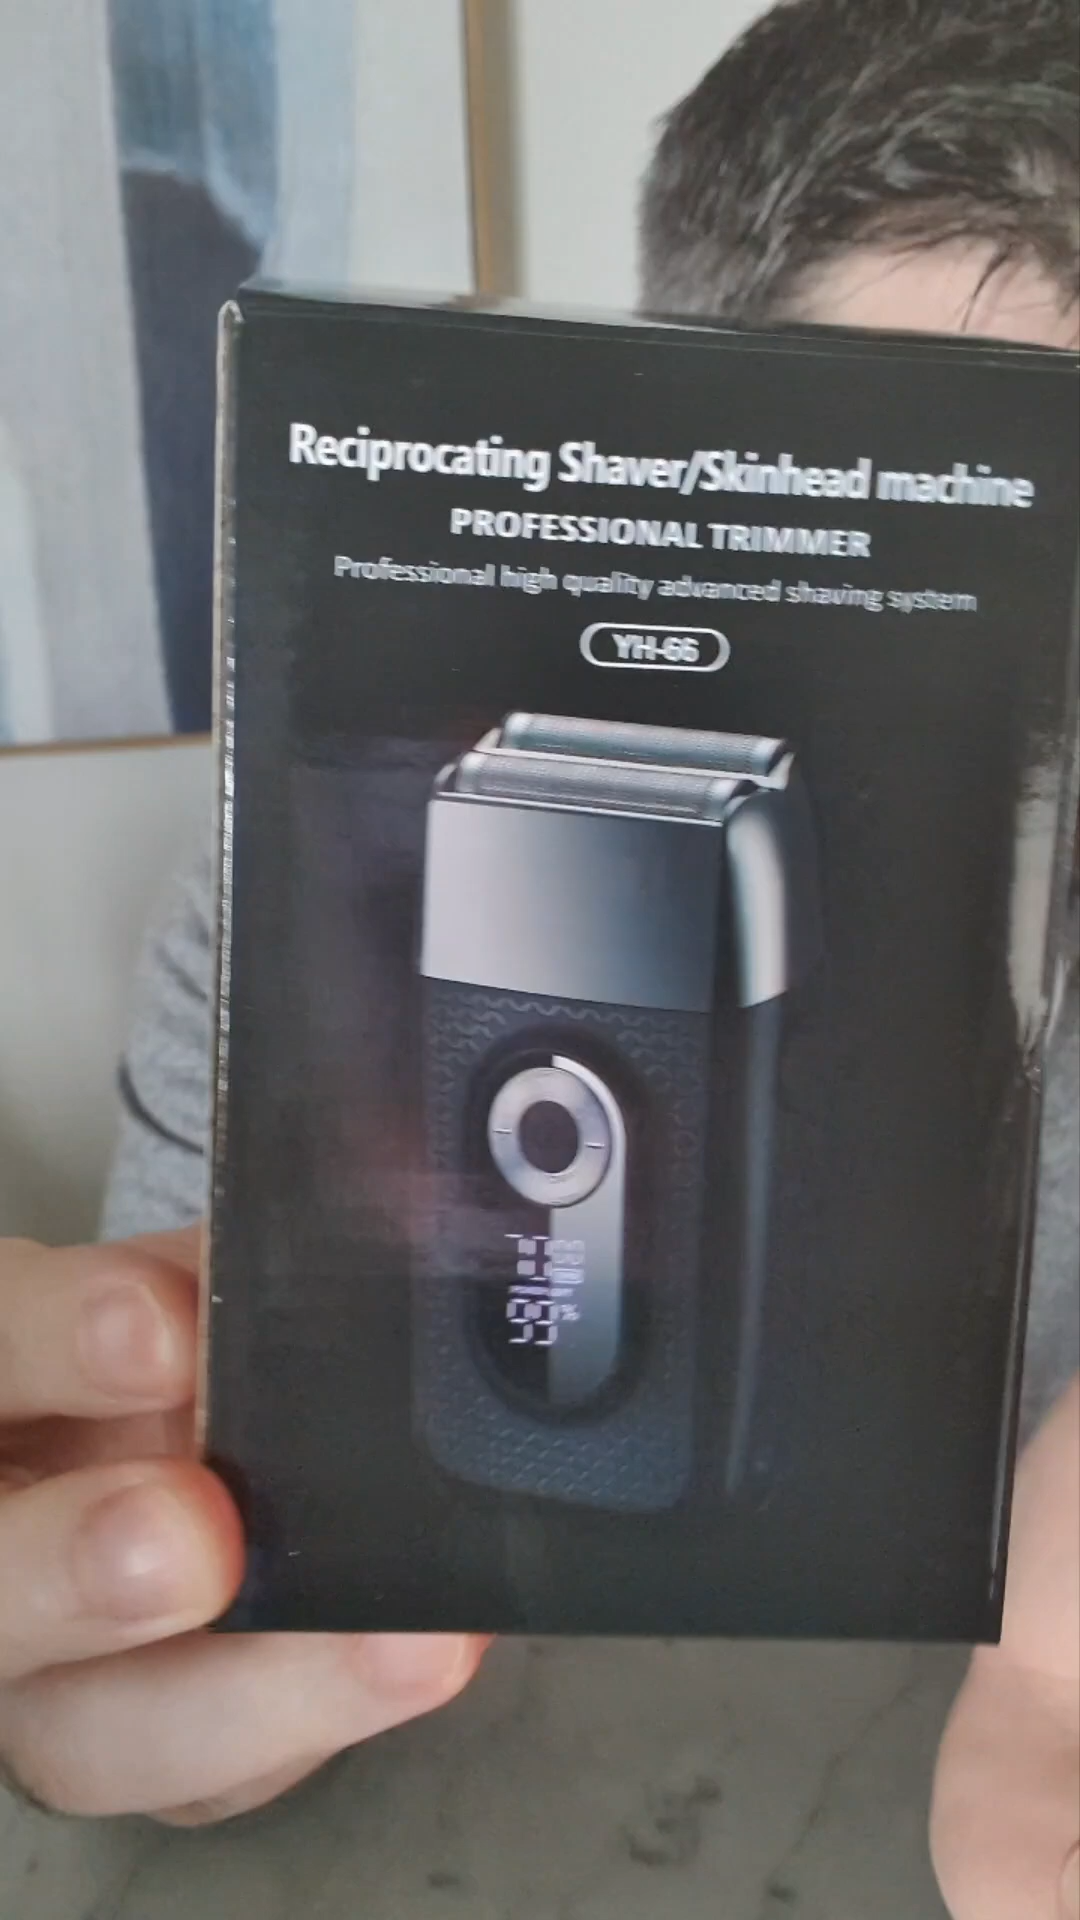 Reciprocating Shaver/Skinhead machine
PROFESSIONAL TRIMMER
Professional high quality advanced shaving system
YH-66